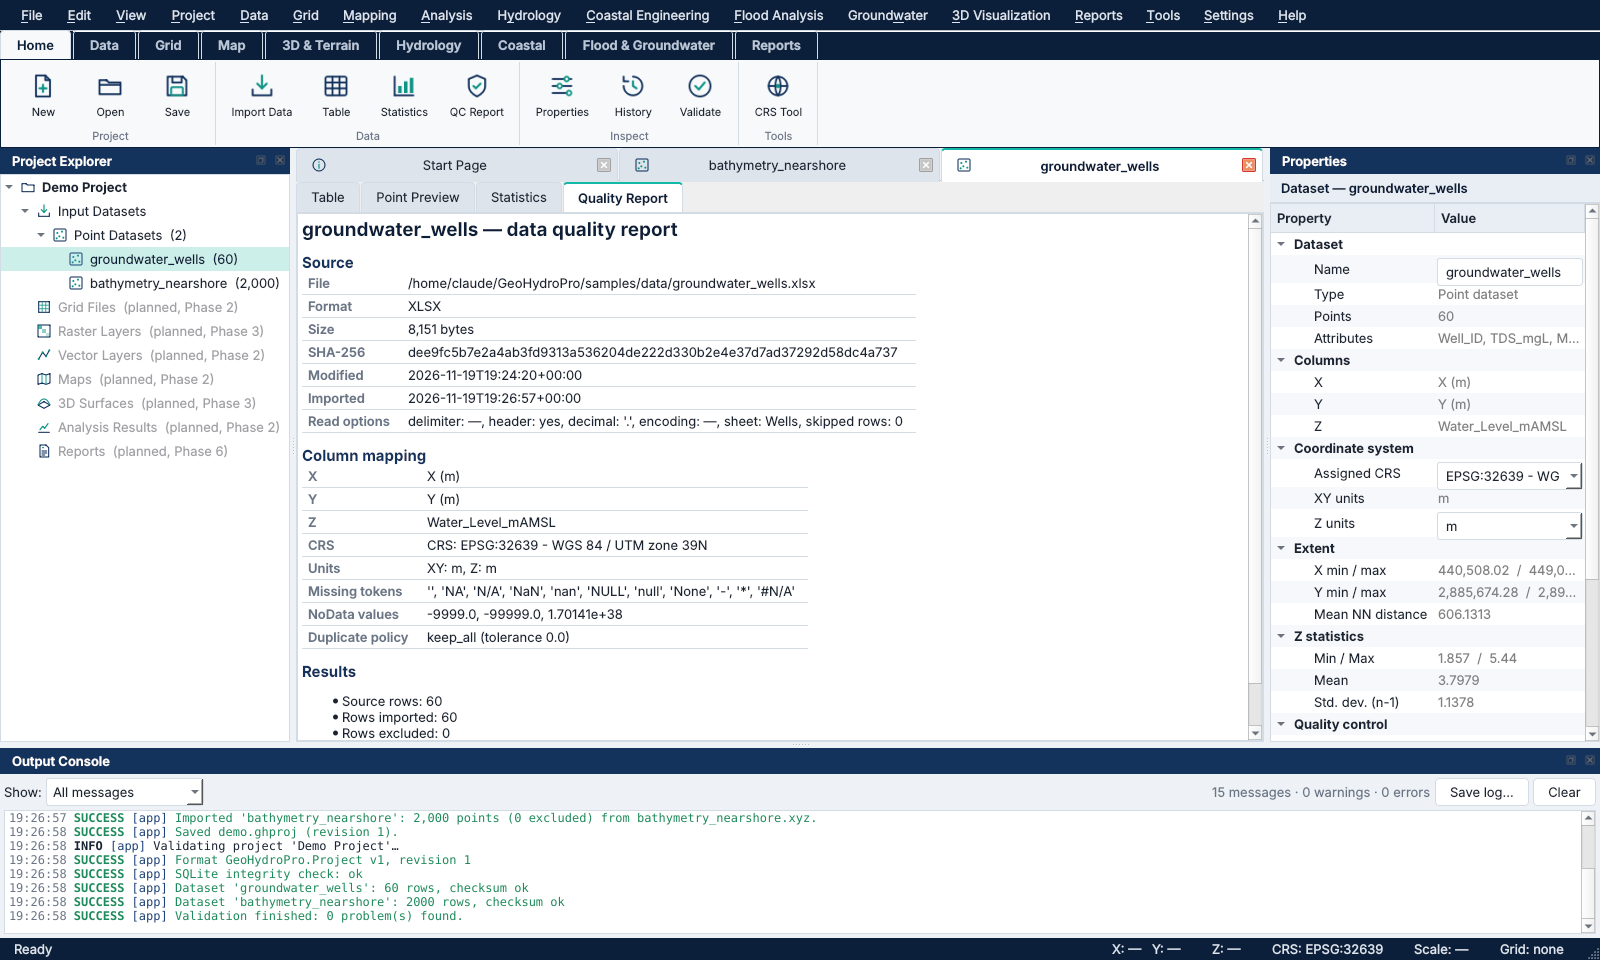 File Edit View Project Data Grid Mapping Analysis Hydrology Coastal Engineering Flood Analysis Groundwater 3D Visualization Reports Tools Settings Help
Home Data Grid Map 3D & Terrain Hydrology Coastal Flood & Groundwater Reports
New Open Save Import Data Table Statistics QC Report Properties History Validate CRS Tool
Project Data Inspect Tools
Project Explorer
Demo Project
Input Datasets
Point Datasets (2)
groundwater_wells (60)
bathymetry_nearshore (2,000)
Grid Files (planned, Phase 2)
Raster Layers (planned, Phase 3)
Vector Layers (planned, Phase 2)
Maps (planned, Phase 2)
3D Surfaces (planned, Phase 3)
Analysis Results (planned, Phase 2)
Reports (planned, Phase 6)
Start Page bathymetry_nearshore groundwater_wells
Table Point Preview Statistics Quality Report
groundwater_wells — data quality report
Source
File /home/claude/GeoHydroPro/samples/data/groundwater_wells.xlsx
Format XLSX
Size 8,151 bytes
SHA-256 dee9fc5b7e2a4ab3fd9313a536204de222d330b2e4e37d7ad37292d58dc4a737
Modified 2026-11-19T19:24:20+00:00
Imported 2026-11-19T19:26:57+00:00
Read options delimiter: —, header: yes, decimal: '.', encoding: —, sheet: Wells, skipped rows: 0
Column mapping
X X (m)
Y Y (m)
Z Water_Level_mAMSL
CRS CRS: EPSG:32639 - WGS 84 / UTM zone 39N
Units XY: m, Z: m
Missing tokens '', 'NA', 'N/A', 'NaN', 'nan', 'NULL', 'null', 'None', '-', '*', '#N/A'
NoData values -9999.0, -99999.0, 1.70141e+38
Duplicate policy keep_all (tolerance 0.0)
Results
• Source rows: 60
• Rows imported: 60
• Rows excluded: 0
Properties
Dataset — groundwater_wells
Property Value
Dataset
Name groundwater_wells
Type Point dataset
Points 60
Attributes Well_ID, TDS_mgL, M...
Columns
X X (m)
Y Y (m)
Z Water_Level_mAMSL
Coordinate system
Assigned CRS EPSG:32639 - WG
XY units m
Z units m
Extent
X min / max 440,508.02 / 449,0...
Y min / max 2,885,674.28 / 2,89...
Mean NN distance 606.1313
Z statistics
Min / Max 1.857 / 5.44
Mean 3.7979
Std. dev. (n-1) 1.1378
Quality control
Output Console
Show: All messages 15 messages · 0 warnings · 0 errors Save log... Clear
19:26:57 SUCCESS [app] Imported 'bathymetry_nearshore': 2,000 points (0 excluded) from bathymetry_nearshore.xyz.
19:26:58 SUCCESS [app] Saved demo.ghproj (revision 1).
19:26:58 INFO [app] Validating project 'Demo Project'…
19:26:58 SUCCESS [app] Format GeoHydroPro.Project v1, revision 1
19:26:58 SUCCESS [app] SQLite integrity check: ok
19:26:58 SUCCESS [app] Dataset 'groundwater_wells': 60 rows, checksum ok
19:26:58 SUCCESS [app] Dataset 'bathymetry_nearshore': 2000 rows, checksum ok
19:26:58 SUCCESS [app] Validation finished: 0 problem(s) found.
Ready X: — Y: — Z: — CRS: EPSG:32639 Scale: — Grid: none